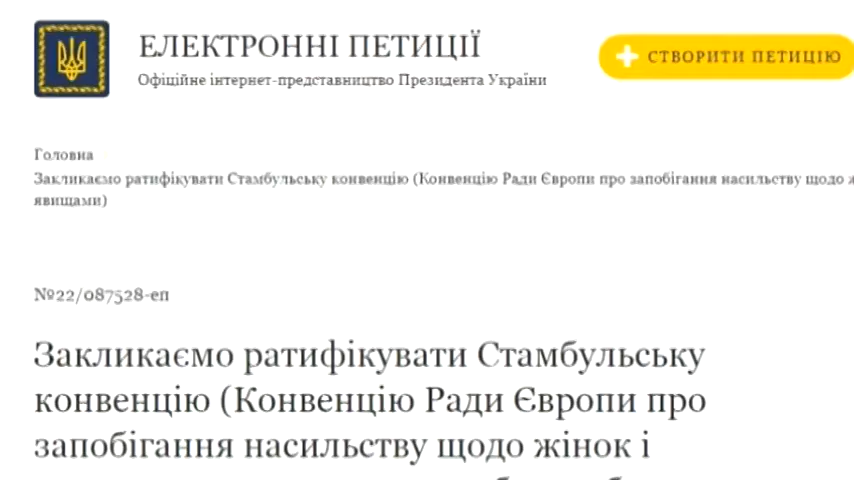 ЕЛЕКТРОННІ ПЕТИЦІЇ
Офіційне інтернет-представництво Президента України
СТВОРИТИ ПЕТИЦІЮ
Головна
Закликаємо ратифікувати Стамбульську конвенцію (Конвенцію Ради Європи про запобігання насильству щодо
явищами)
№22/087528-еп
Закликаємо ратифікувати Стамбульську
конвенцію (Конвенцію Ради Європи про
запобігання насильству щодо жінок і